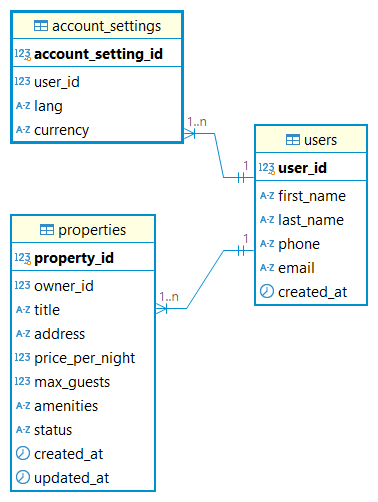 account_settings
123 account_setting_id
123 user_id
A-Z lang
A-Z currency
1..n
1
users
123 user_id
A-Z first_name
A-Z last_name
A-Z phone
A-Z email
created_at
1
1..n
properties
123 property_id
123 owner_id
A-Z title
A-Z address
123 price_per_night
123 max_guests
A-Z amenities
A-Z status
created_at
updated_at